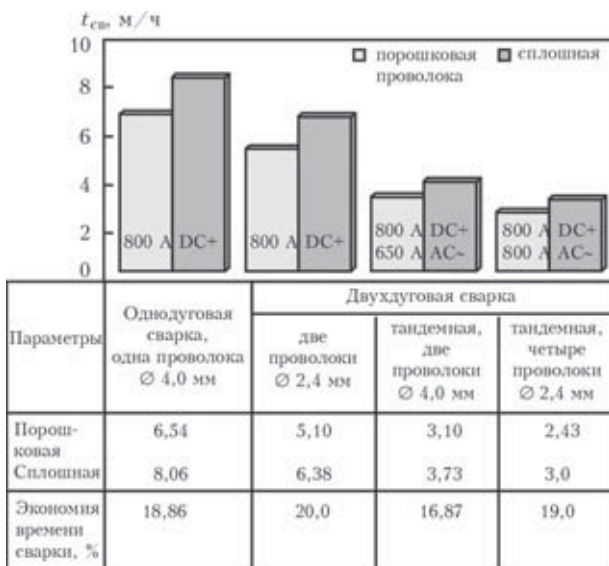 t св, м/ч
10
8
6
4
2
0
порошковая
проволока
сплошная
800 А DC+
800 А DC+
800 А DC+
650 А AC~
800 А DC+
800 А AC~
Параметры
Однодуговая
сварка,
одна проволока
∅ 4,0 мм
Двухдуговая сварка
две
проволоки
∅ 2,4 мм
тандемная,
две
проволоки
∅ 4,0 мм
тандемная,
четыре
проволоки
∅ 2,4 мм
Порош-
ковая
6,54 5,10 3,10 2,43
Сплошная 8,06 6,38 3,73 3,0
Экономия
времени
сварки, %
18,86 20,0 16,87 19,0